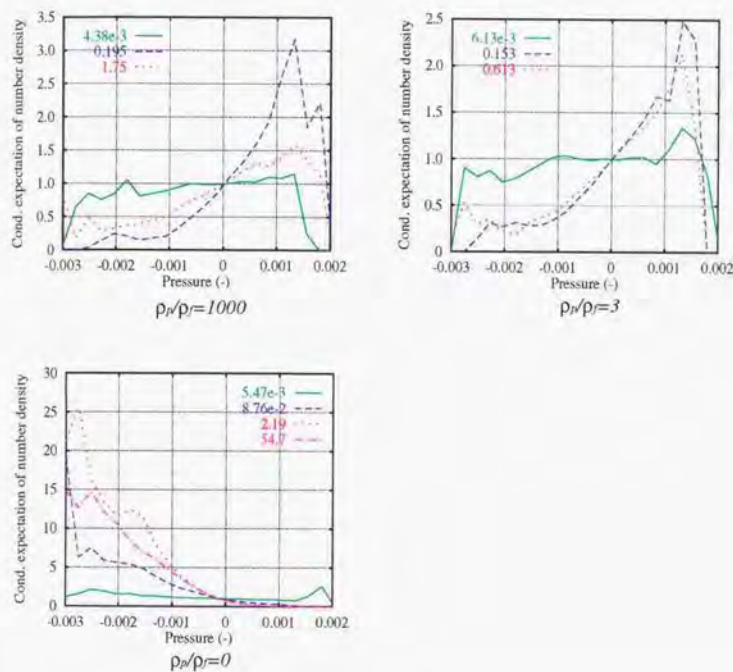 Cond. expectation of number density
3.5
3.0
2.5
2.0
1.5
1.0
0.5
0
4.38e-3
0.195
1.75
-0.003 -0.002 -0.001 0 0.001 0.002
Pressure (-)
ρp/ρf=1000
Cond. expectation of number density
2.5
2.0
1.5
1.0
0.5
0
6.13e-3
0.153
0.613
-0.003 -0.002 -0.001 0 0.001 0.002
Pressure (-)
ρp/ρf=3
Cond. expectation of number density
30
25
20
15
10
5
0
5.47e-3
8.76e-2
2.19
54.7
-0.003 -0.002 -0.001 0 0.001 0.002
Pressure (-)
ρp/ρf=0